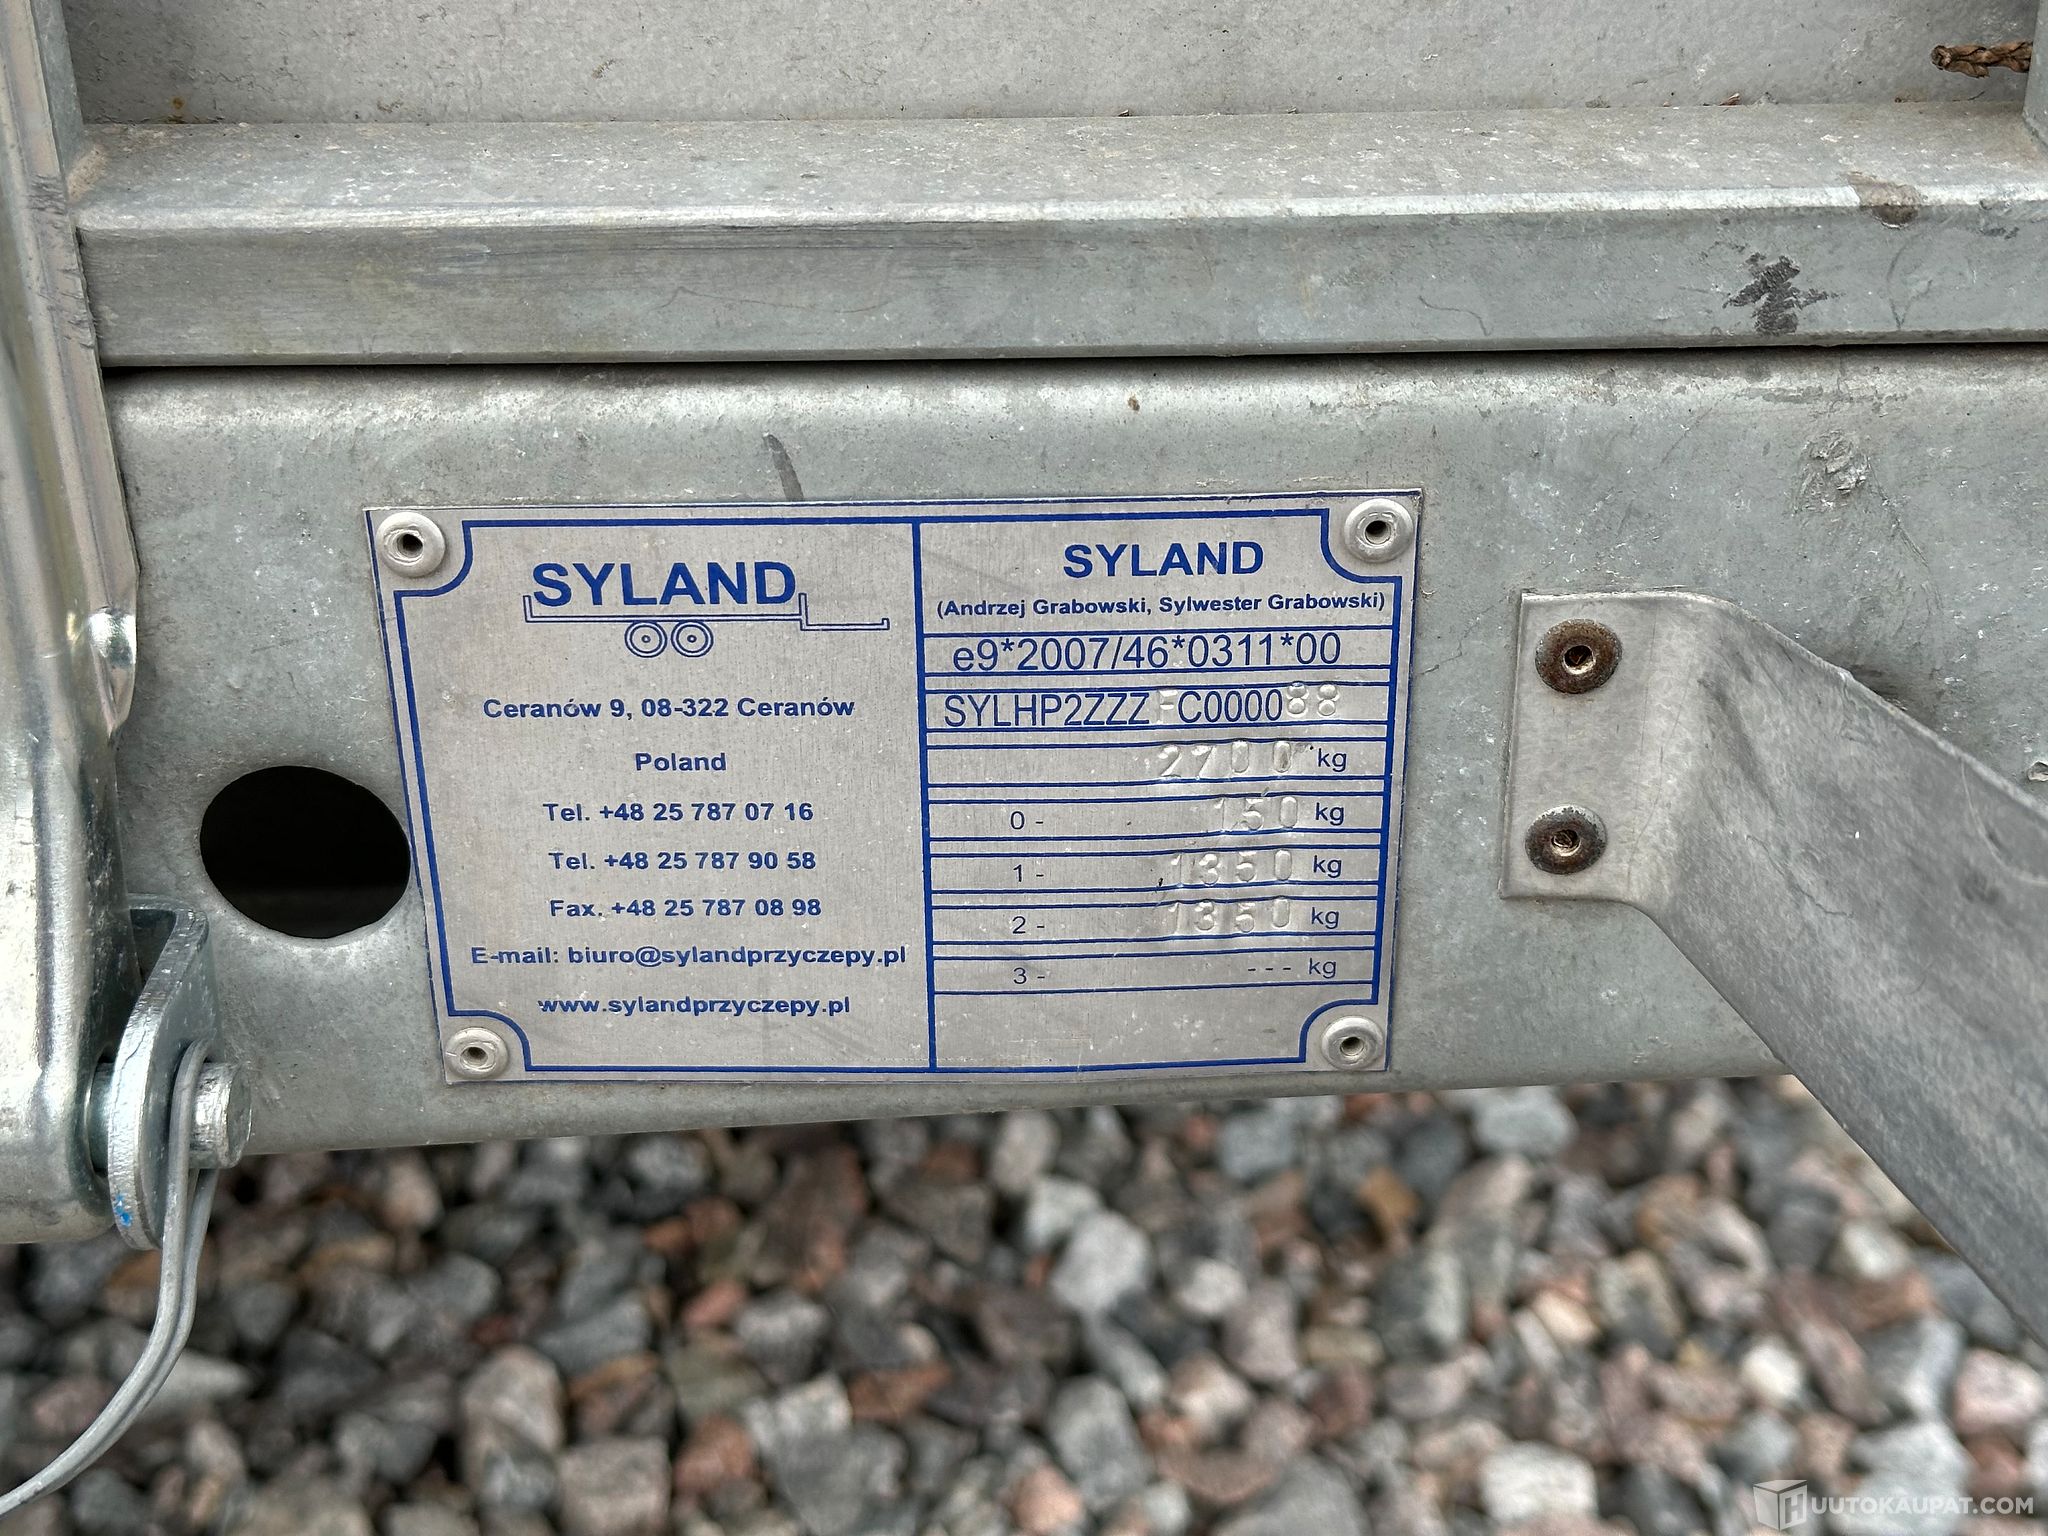 SYLAND
Ceranów 9, 08-322 Ceranów
Poland
Tel. +48 25 787 07 16
Tel. +48 25 787 90 58
Fax. +48 25 787 08 98
E-mail: biuro@sylandprzyczepy.pl
www.sylandprzyczepy.pl
SYLAND
(Andrzej Grabowski, Sylwester Grabowski)
e9*2007/46*0311*00
SYLHP2ZZZFC000088
2700 kg
0 - 150 kg
1 - 1350 kg
2 - 1350 kg
3 - --- kg
HUUTOKAUPAT.COM